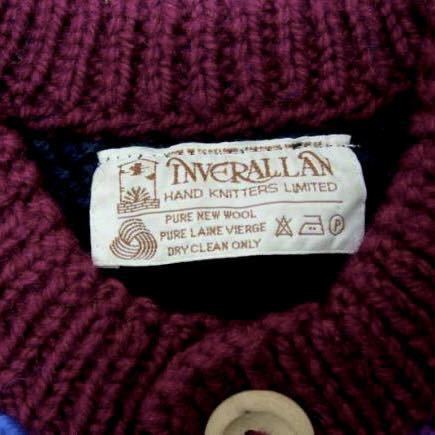 INVERALLAN
HAND KNITTERS LIMITED
PURE NEW WOOL
PURE LAINE VIERGE
DRY CLEAN ONLY
P